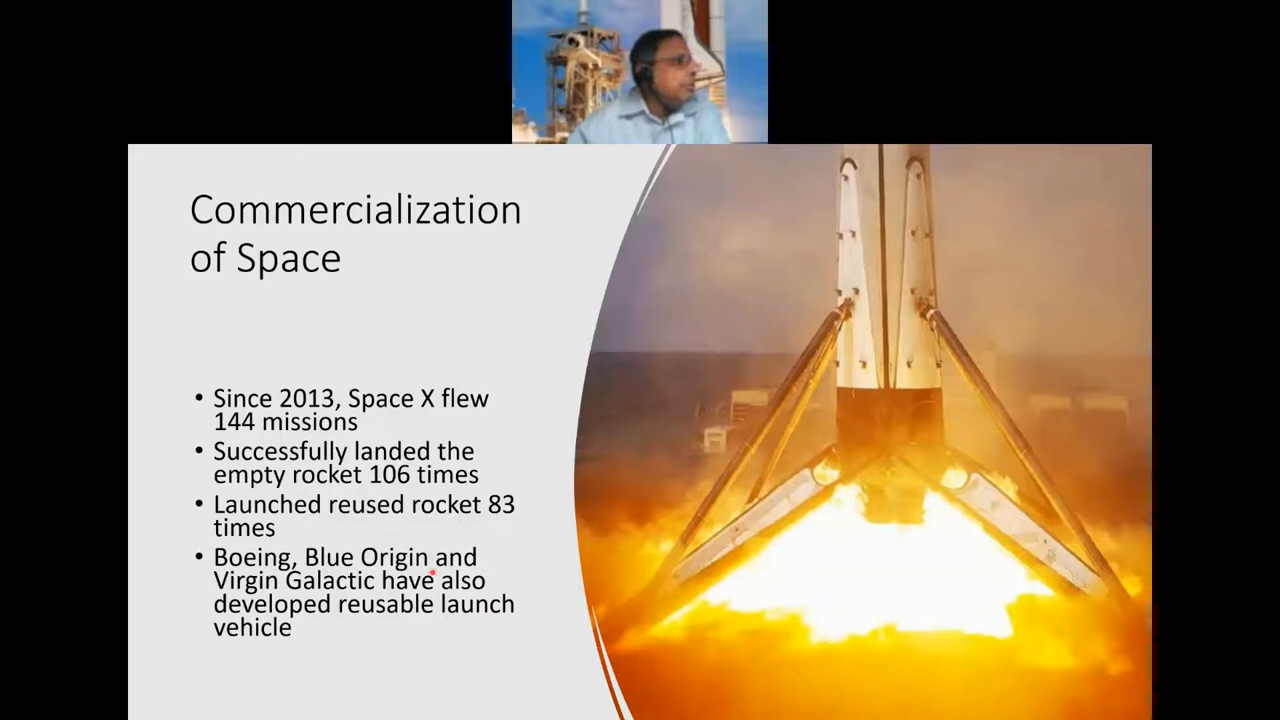 Commercialization
of Space
• Since 2013, Space X flew
144 missions
• Successfully landed the
empty rocket 106 times
• Launched reused rocket 83
times
• Boeing, Blue Origin and
Virgin Galactic have also
developed reusable launch
vehicle